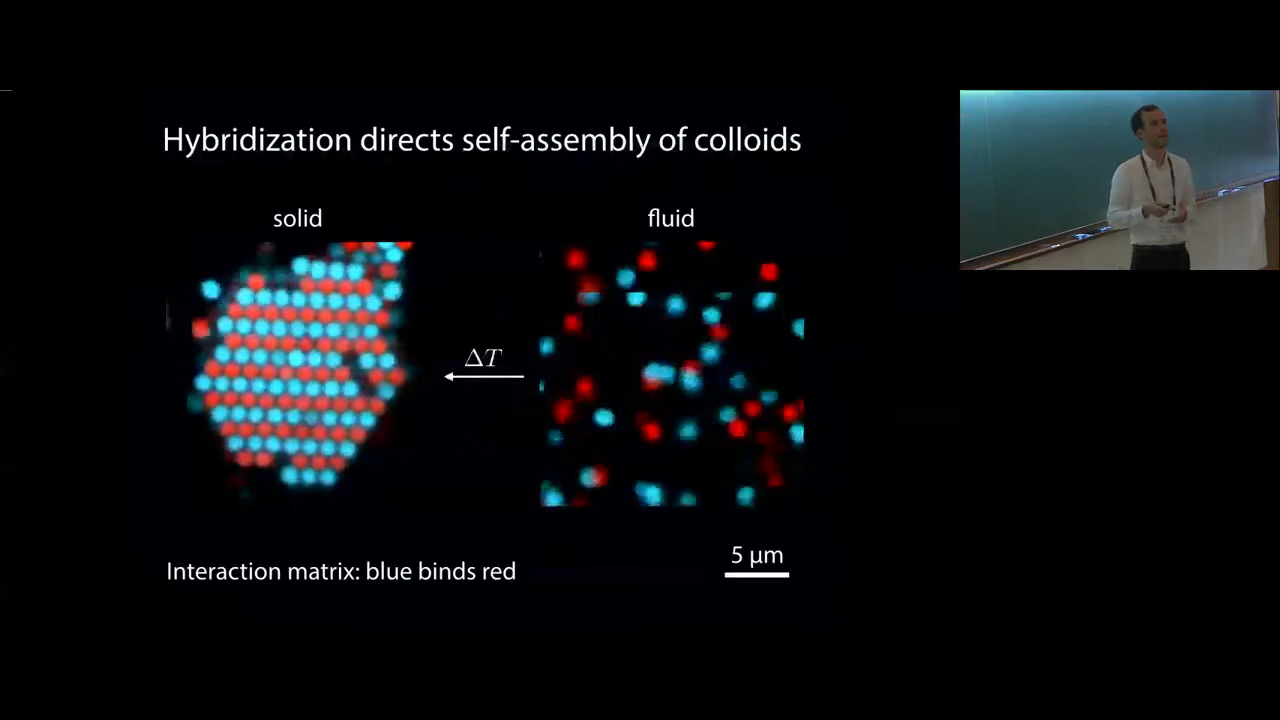 Hybridization directs self-assembly of colloids
solid
fluid
ΔT
5 µm
Interaction matrix: blue binds red